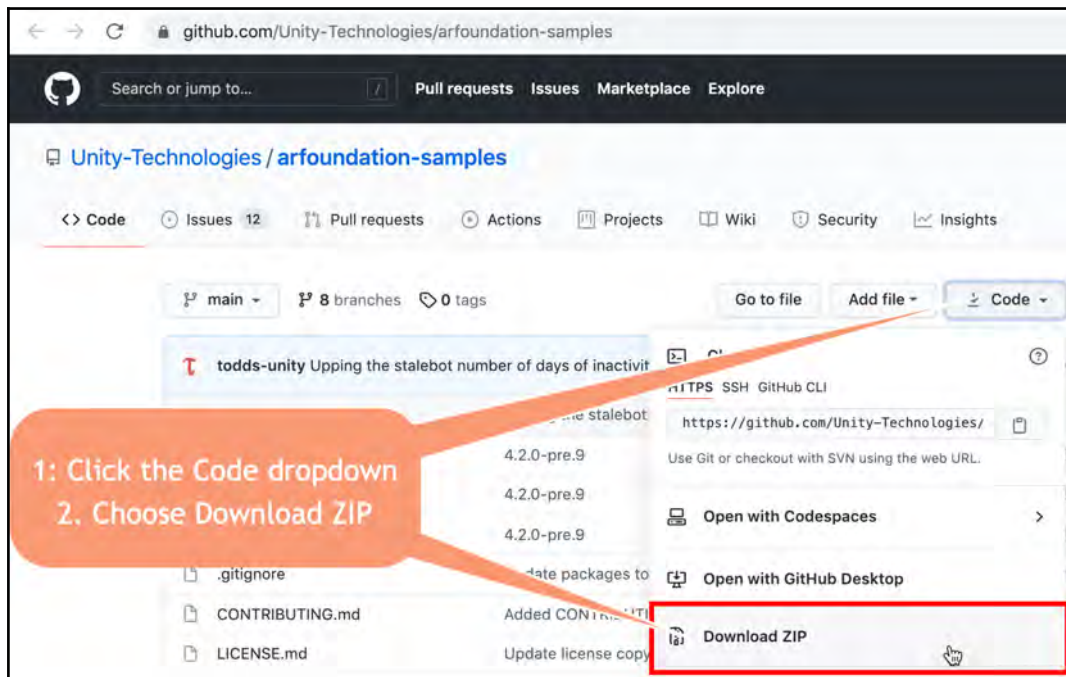 github.com/Unity-Technologies/arfoundation-samples
Search or jump to... / Pull requests Issues Marketplace Explore
Unity-Technologies / arfoundation-samples
<> Code Issues 12 Pull requests Actions Projects Wiki Security Insights
main 8 branches 0 tags Go to file Add file Code
todds-unity Upping the stalebot number of days of inactivit
HTTPS SSH GitHub CLI
the stalebot
https://github.com/Unity-Technologies/
Use Git or checkout with SVN using the web URL.
1: Click the Code dropdown
2. Choose Download ZIP
4.2.0-pre.9
4.2.0-pre.9
4.2.0-pre.9
Open with Codespaces
.gitignore
date packages to
Open with GitHub Desktop
CONTRIBUTING.md Added
Download ZIP
LICENSE.md Update license copy